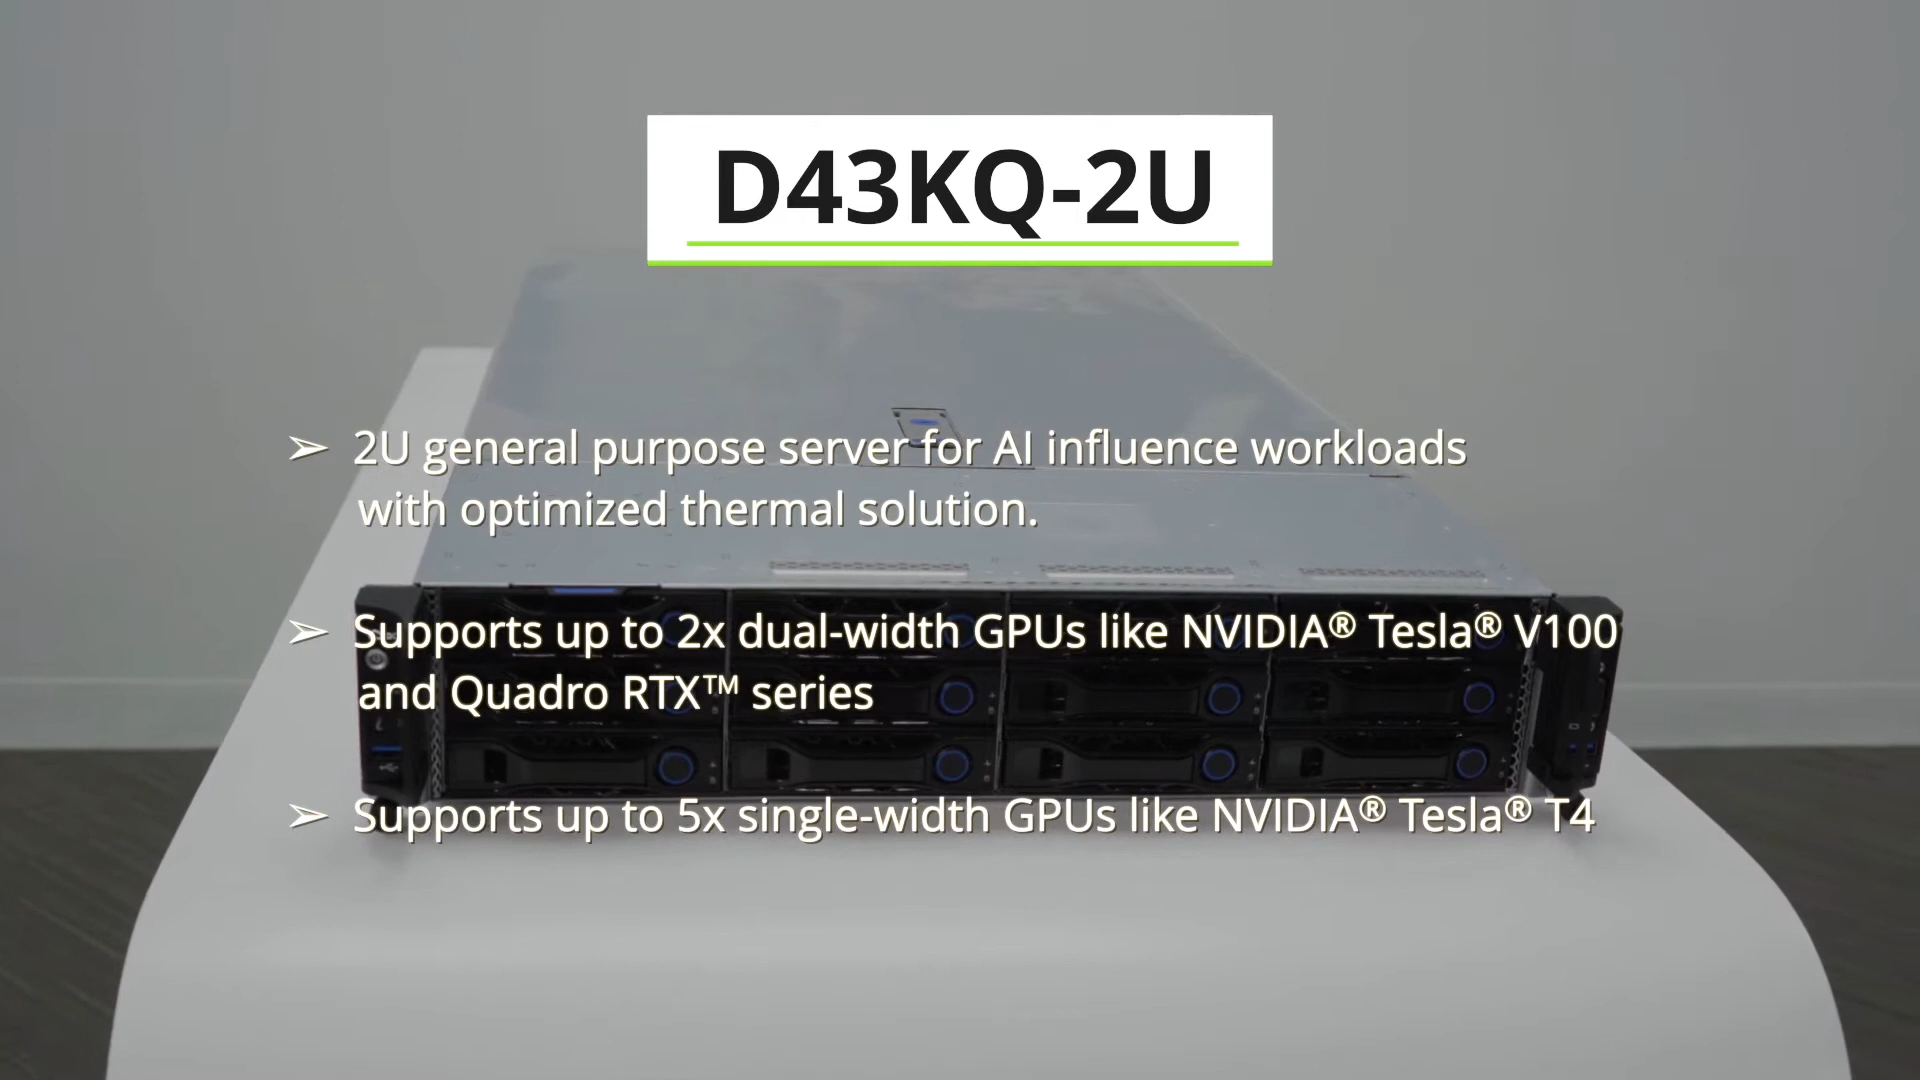 D43KQ-2U
➢ 2U general purpose server for AI influence workloads
with optimized thermal solution.
➢ Supports up to 2x dual-width GPUs like NVIDIA® Tesla® V100
and Quadro RTX™ series
➢ Supports up to 5x single-width GPUs like NVIDIA® Tesla® T4